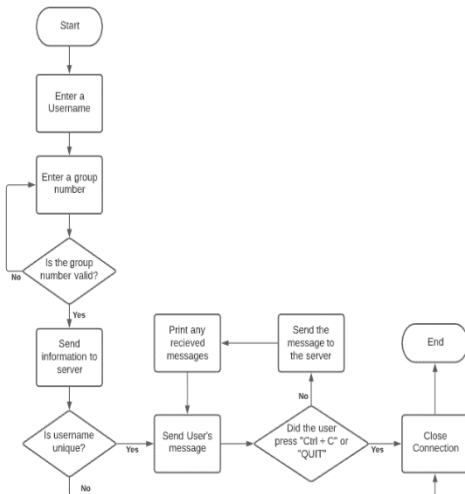 Start
Enter a
Username
Enter a group
number
Is the group
number valid?
No
Yes
Send
information to
server
Is username
unique?
Yes
No
Print any
recieved
messages
Send the
message to
the server
Send User's
message
No
Did the user
press "Ctrl + C" or
"QUIT"
Yes
End
Close
Connection